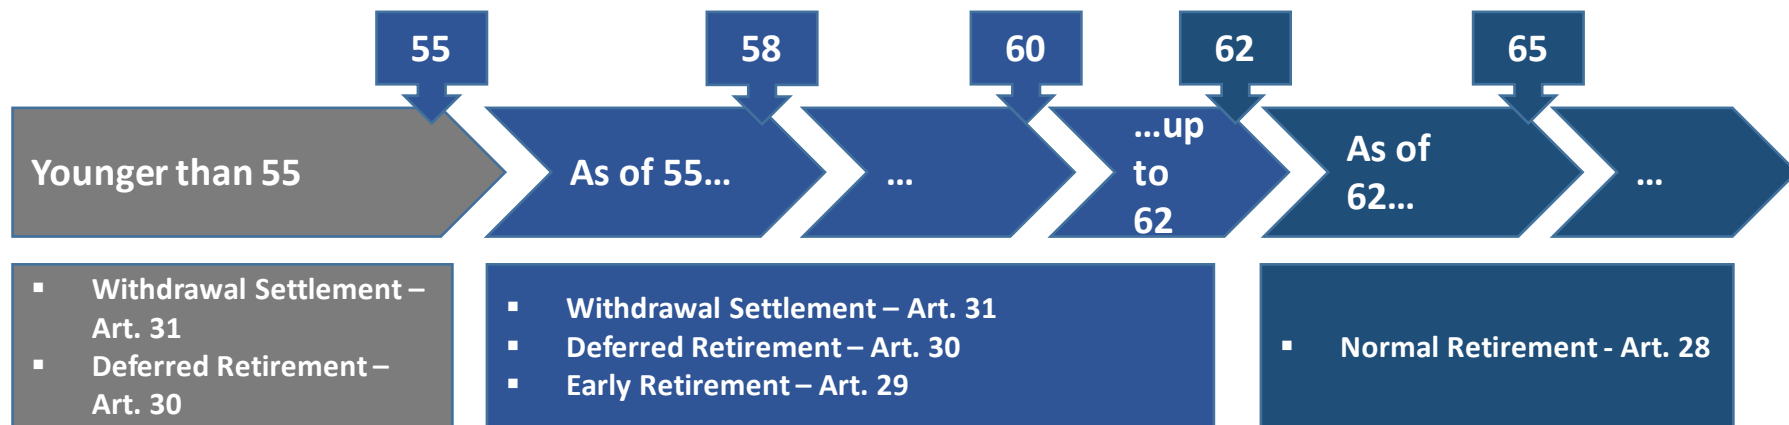 55
58
60
62
65
Younger than 55
As of 55…
…
…up
to
62
As of
62…
…
▪ Withdrawal Settlement –
Art. 31
▪ Deferred Retirement –
Art. 30
▪ Withdrawal Settlement – Art. 31
▪ Deferred Retirement – Art. 30
▪ Early Retirement – Art. 29
▪ Normal Retirement - Art. 28